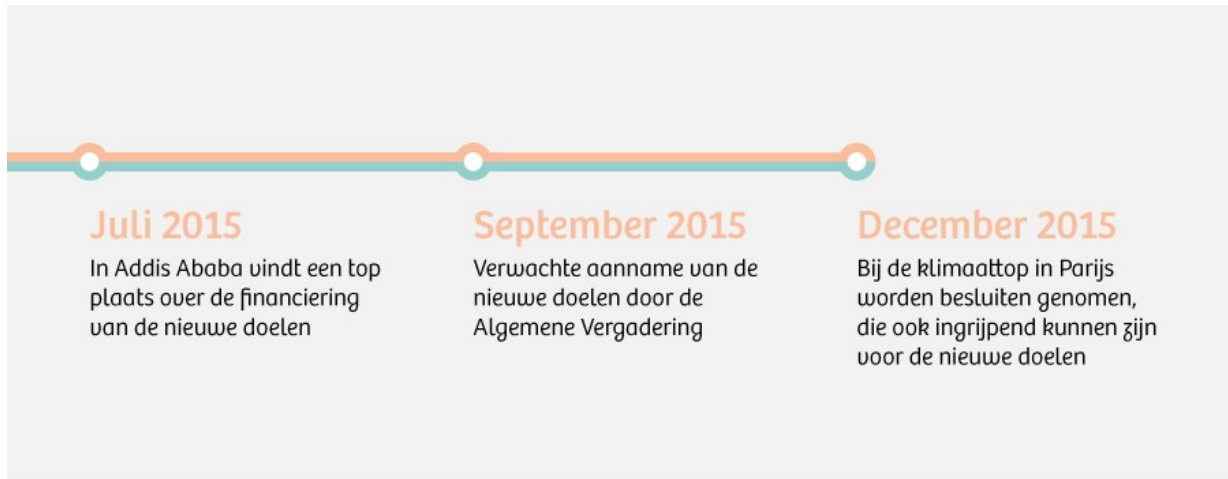 Juli 2015
In Addis Ababa vindt een top
plaats over de financiering
van de nieuwe doelen
September 2015
Verwachte aanname van de
nieuwe doelen door de
Algemene Vergadering
December 2015
Bij de klimaattop in Parijs
worden besluiten genomen,
die ook ingrijpend kunnen zijn
voor de nieuwe doelen